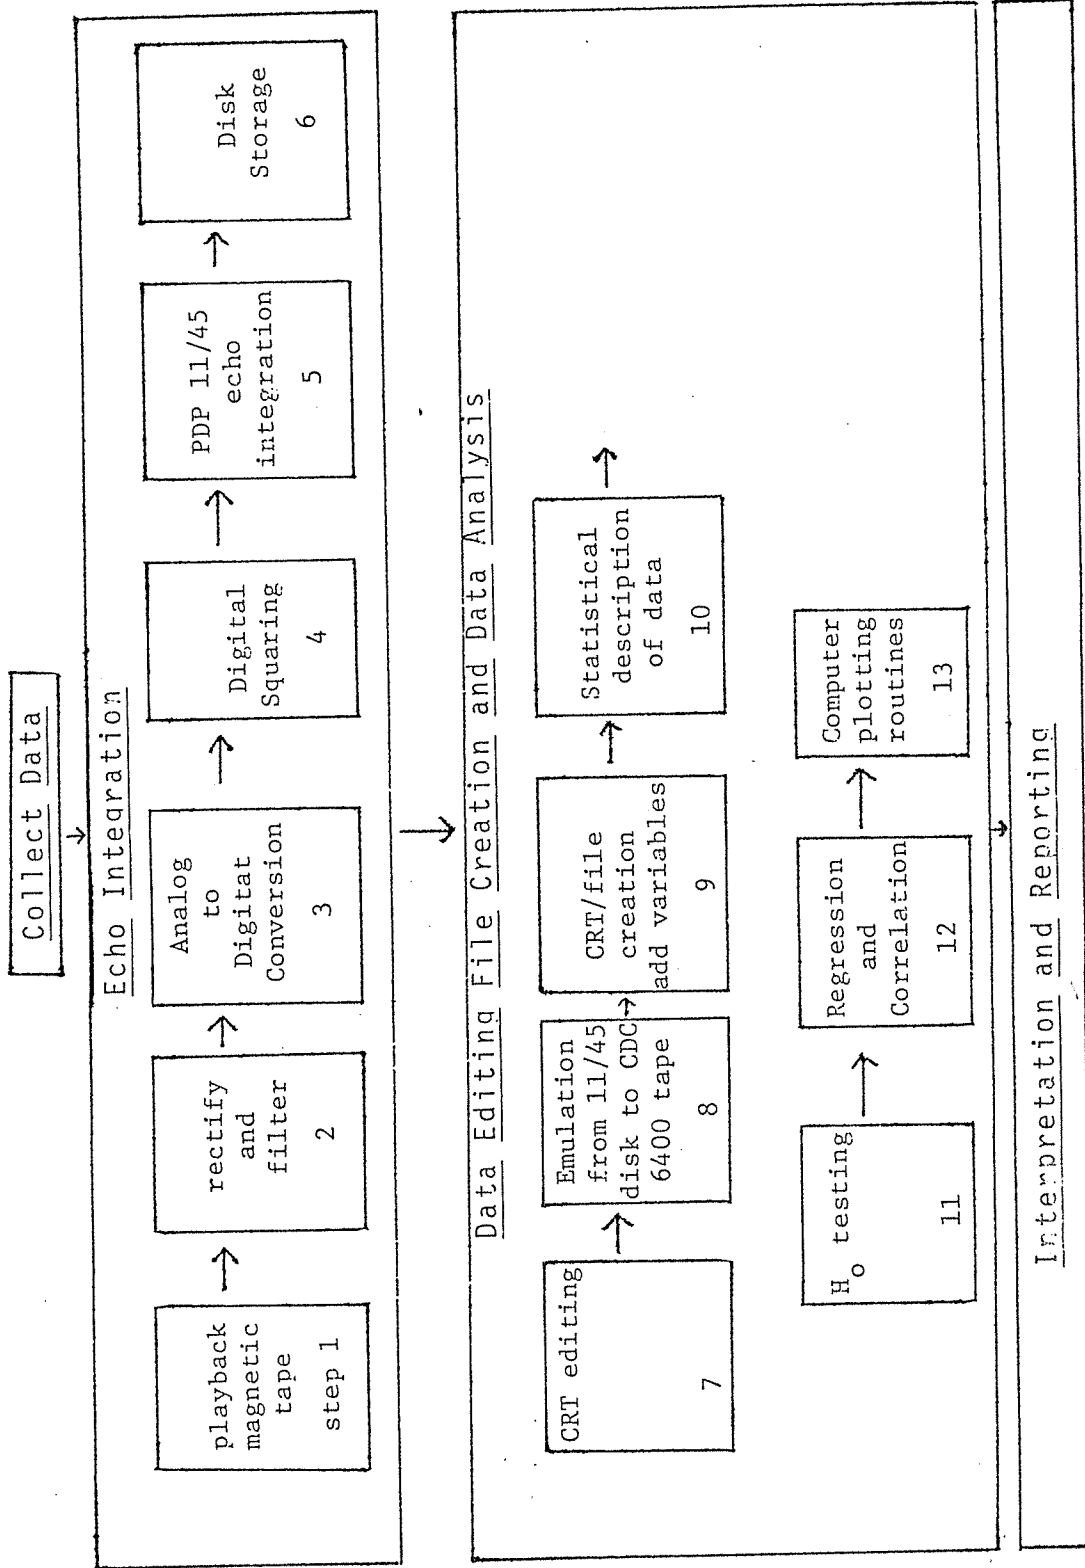 Collect Data
Echo Integration
playback
magnetic
tape
step 1
rectify
and
filter
2
Analog
to
Digitat
Conversion
3
Digital
Squaring
4
PDP 11/45
echo
integration
5
Disk
Storage
6
Data Editing File Creation and Data Analysis
CRT editing
7
Emulation
from 11/45
disk to CDC
6400 tape
8
CRT/file
creation
add variables
9
Statistical
description
of data
10
Ho testing
11
Regression
and
Correlation
12
Computer
plotting
routines
13
Interpretation and Reporting